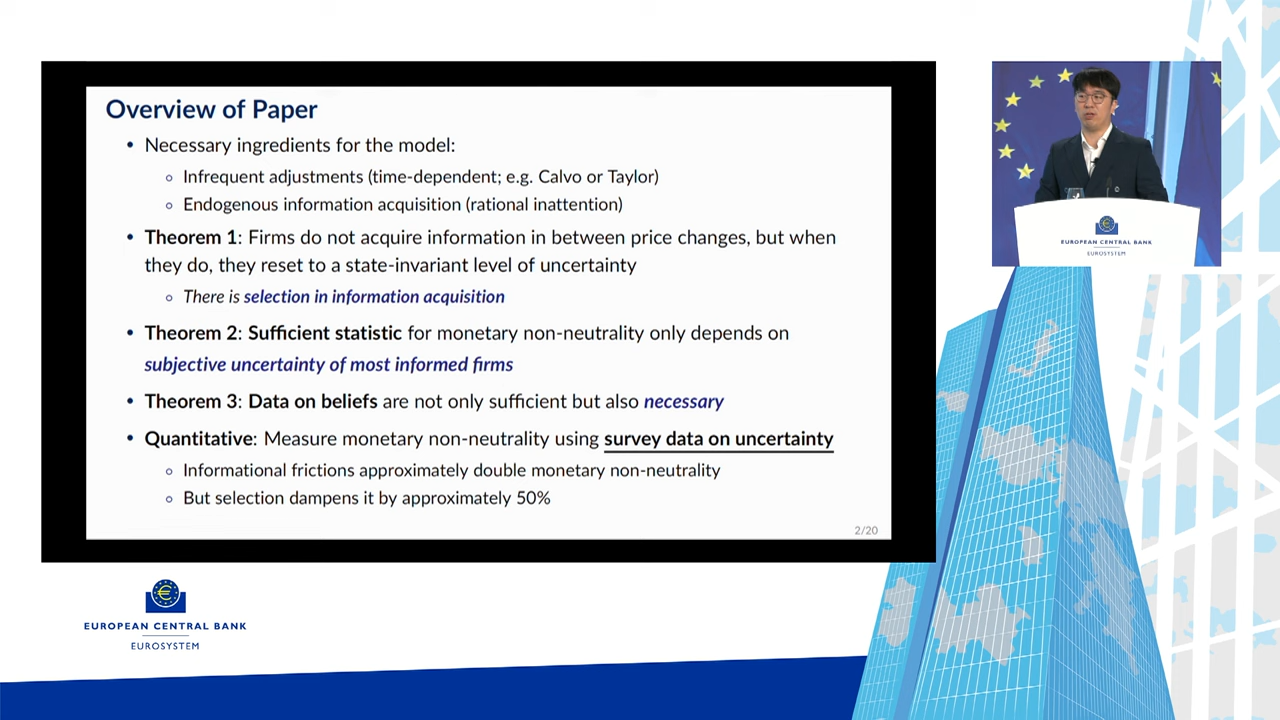 Overview of Paper
• Necessary ingredients for the model:
◦ Infrequent adjustments (time-dependent; e.g. Calvo or Taylor)
◦ Endogenous information acquisition (rational inattention)
• Theorem 1: Firms do not acquire information in between price changes, but when
they do, they reset to a state-invariant level of uncertainty
◦ There is selection in information acquisition
• Theorem 2: Sufficient statistic for monetary non-neutrality only depends on
subjective uncertainty of most informed firms
• Theorem 3: Data on beliefs are not only sufficient but also necessary
• Quantitative: Measure monetary non-neutrality using survey data on uncertainty
◦ Informational frictions approximately double monetary non-neutrality
◦ But selection dampens it by approximately 50%
2/20
EUROPEAN CENTRAL BANK
EUROSYSTEM
EUROPEAN CENTRAL BANK
EUROSYSTEM